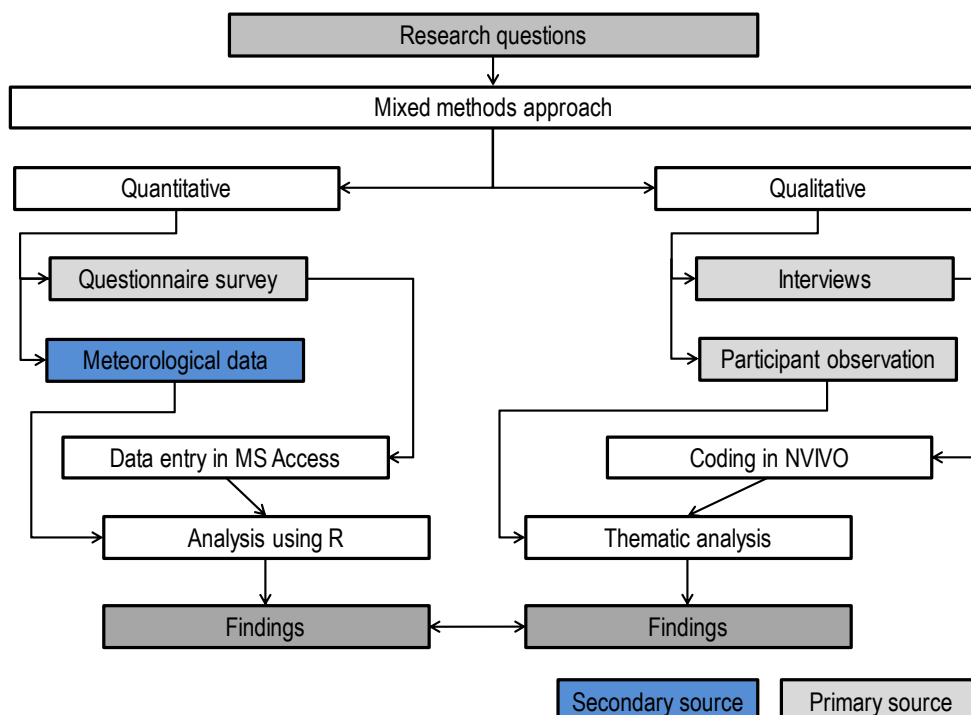 Research questions
Mixed methods approach
Quantitative
Qualitative
Questionnaire survey
Interviews
Meteorological data
Participant observation
Data entry in MS Access
Coding in NVIVO
Analysis using R
Thematic analysis
Findings
Findings
Secondary source
Primary source